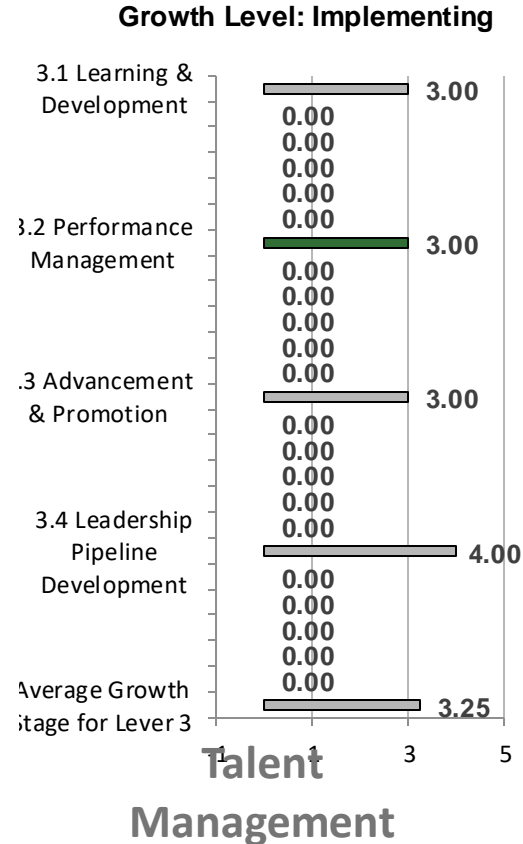 Growth Level: Implementing
3.1 Learning &
Development
3.00
0.00
0.00
0.00
0.00
0.00
3.2 Performance
Management
3.00
0.00
0.00
0.00
0.00
0.00
.3 Advancement
& Promotion
3.00
0.00
0.00
0.00
0.00
0.00
3.4 Leadership
Pipeline
Development
4.00
0.00
0.00
0.00
0.00
0.00
Average Growth
Stage for Lever 3
3.25
-1 1 3 5
Talent
Management